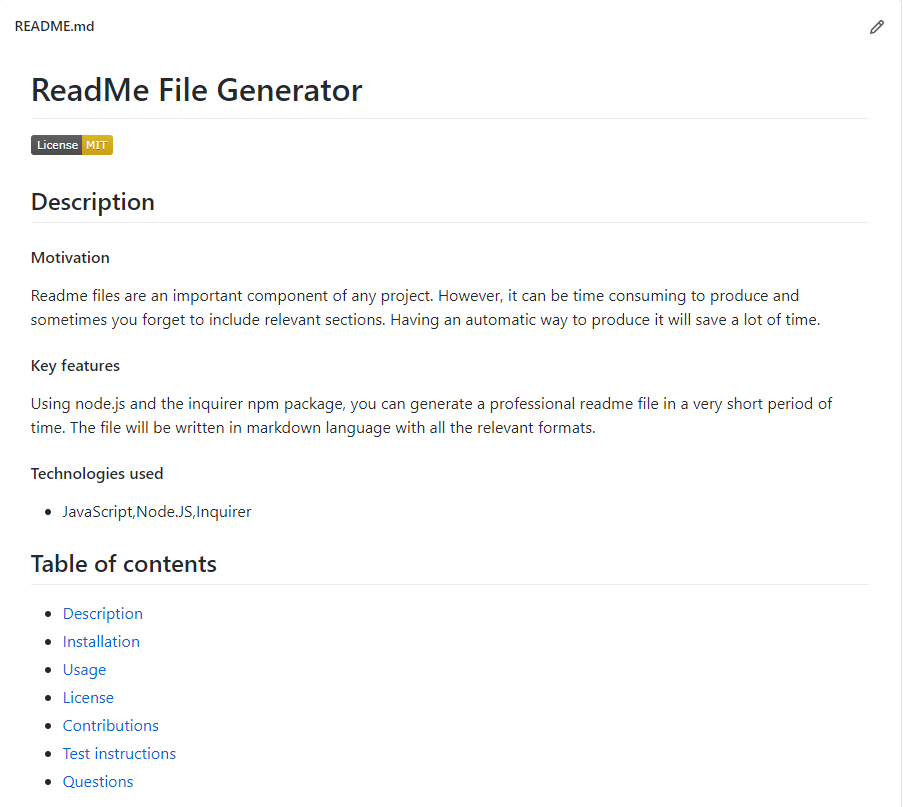 README.md
ReadMe File Generator
License MIT
Description
Motivation
Readme files are an important component of any project. However, it can be time consuming to produce and
sometimes you forget to include relevant sections. Having an automatic way to produce it will save a lot of time.
Key features
Using node.js and the inquirer npm package, you can generate a professional readme file in a very short period of
time. The file will be written in markdown language with all the relevant formats.
Technologies used
JavaScript,Node.JS,Inquirer
Table of contents
Description
Installation
Usage
License
Contributions
Test instructions
Questions